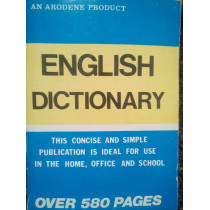 AN ARODENE PRODUCT
ENGLISH
DICTIONARY
THIS CONCISE AND SIMPLE
PUBLICATION IS IDEAL FOR USE
IN THE HOME, OFFICE AND SCHOOL
OVER 580 PAGES